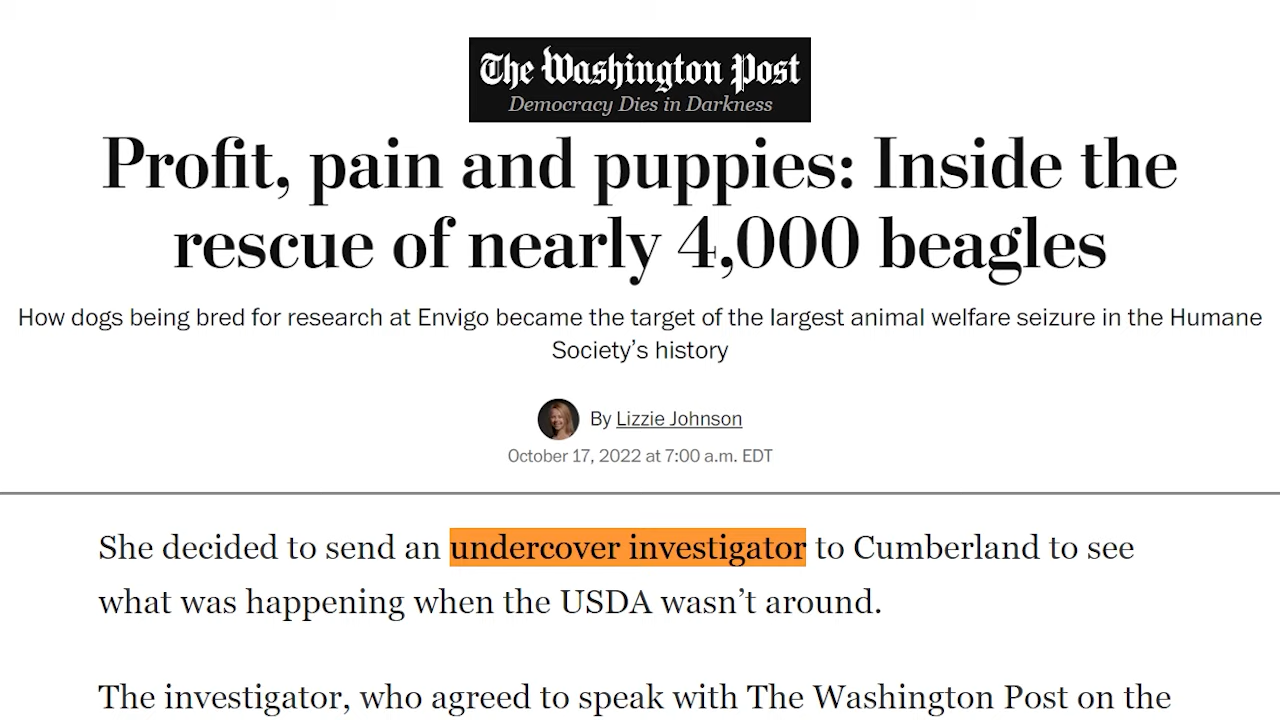 The Washington Post
Democracy Dies in Darkness
Profit, pain and puppies: Inside the
rescue of nearly 4,000 beagles
How dogs being bred for research at Envigo became the target of the largest animal welfare seizure in the Humane
Society’s history
By Lizzie Johnson
October 17, 2022 at 7:00 a.m. EDT
She decided to send an undercover investigator to Cumberland to see
what was happening when the USDA wasn’t around.
The investigator, who agreed to speak with The Washington Post on the